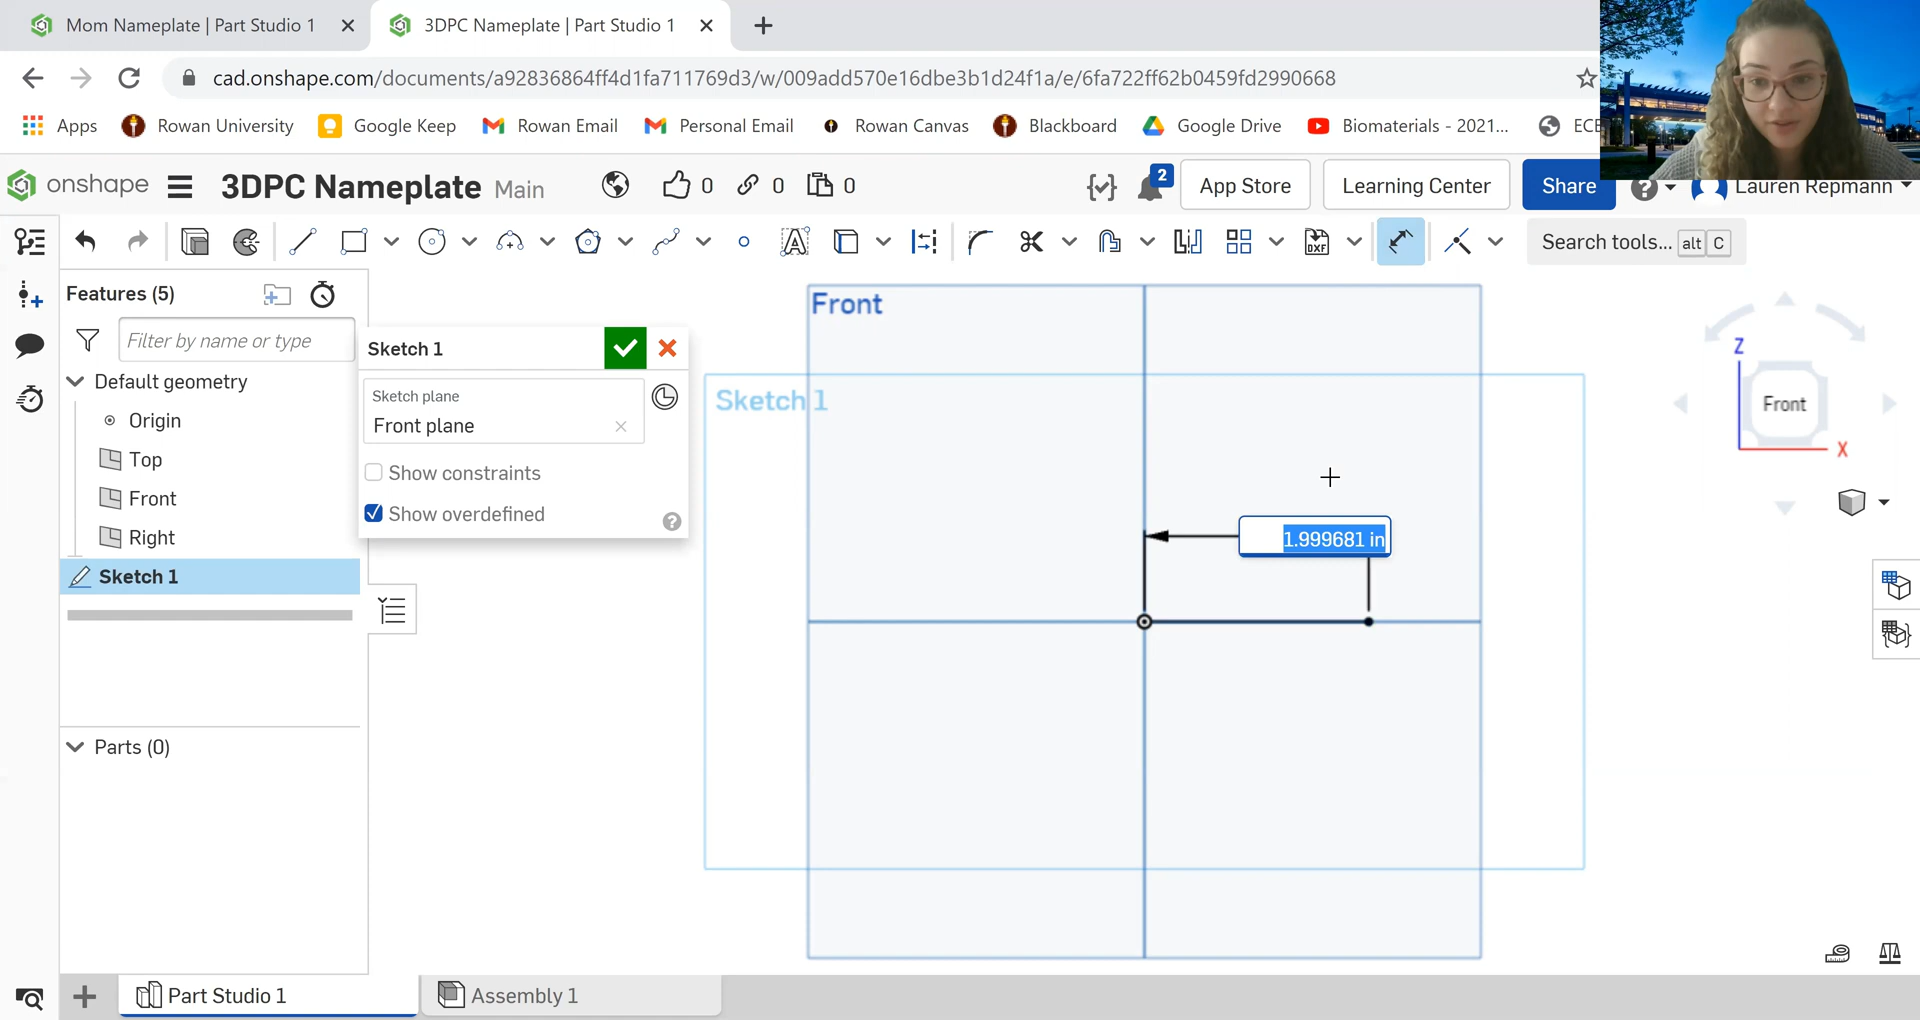 Mom Nameplate | Part Studio 1
3DPC Nameplate | Part Studio 1
cad.onshape.com/documents/a92836864ff4d1fa711769d3/w/009add570e16dbe3b1d24f1a/e/6fa722ff62b0459fd2990668
Apps Rowan University Google Keep Rowan Email Personal Email Rowan Canvas Blackboard Google Drive Biomaterials - 2021... ECE
onshape 3DPC Nameplate Main 0 0 0 2 App Store Learning Center Share Lauren Repmann
DXF Search tools... alt C
Features (5)
Filter by name or type
Default geometry
Origin
Top
Front
Right
Sketch 1
Parts (0)
Sketch 1
Sketch plane
Front plane
Show constraints
Show overdefined
Front
Sketch 1
1.999681 in
Z
Front
X
Part Studio 1
Assembly 1